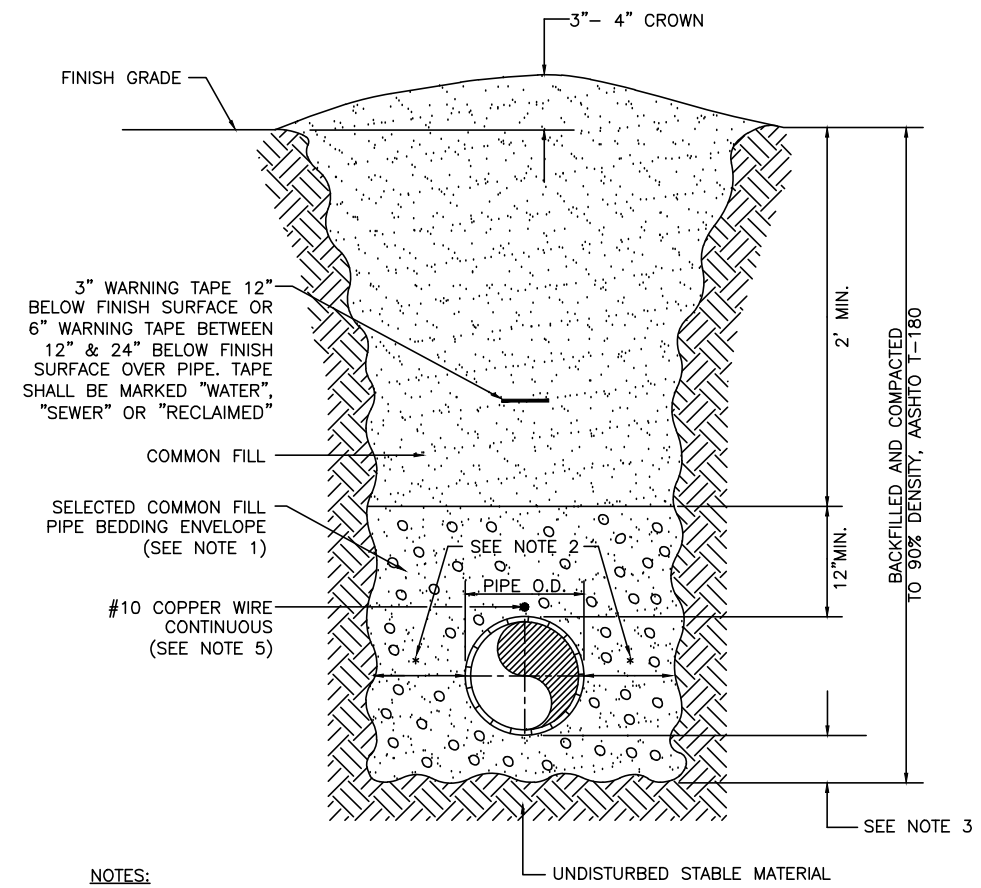 3"- 4" CROWN
FINISH GRADE
3" WARNING TAPE 12"
BELOW FINISH SURFACE OR
6" WARNING TAPE BETWEEN
12" & 24" BELOW FINISH
SURFACE OVER PIPE. TAPE
SHALL BE MARKED "WATER",
"SEWER" OR "RECLAIMED"
2' MIN.
BACKFILLED AND COMPACTED
TO 90% DENSITY, AASHTO T-180
COMMON FILL
SELECTED COMMON FILL
PIPE BEDDING ENVELOPE
(SEE NOTE 1)
SEE NOTE 2
12"MIN.
PIPE O.D.
#10 COPPER WIRE
CONTINUOUS
(SEE NOTE 5)
*
*
SEE NOTE 3
UNDISTURBED STABLE MATERIAL
NOTES: